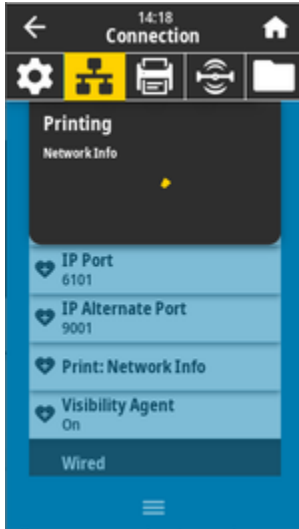 14:18
Connection
Printing
Network Info
IP Port
6101
IP Alternate Port
9001
Print: Network Info
Visibility Agent
On
Wired